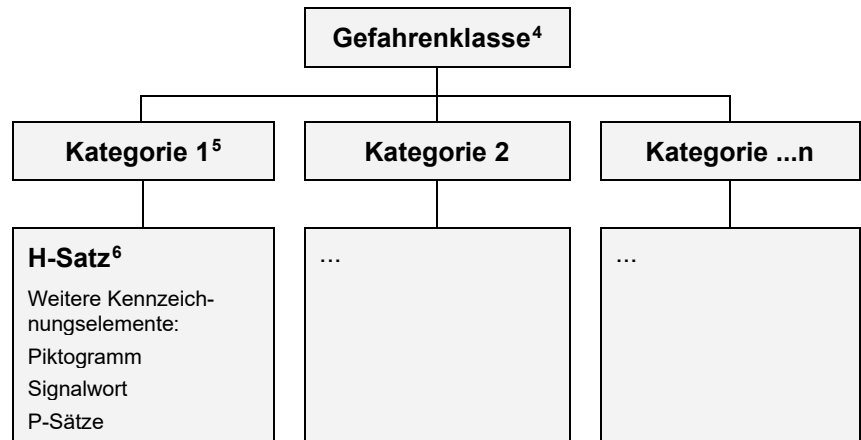 Gefahrenklasse⁴
Kategorie 1⁵
Kategorie 2
Kategorie ...n
H-Satz⁶
Weitere Kennzeich-
nungselemente:
Piktogramm
Signalwort
P-Sätze
...
...